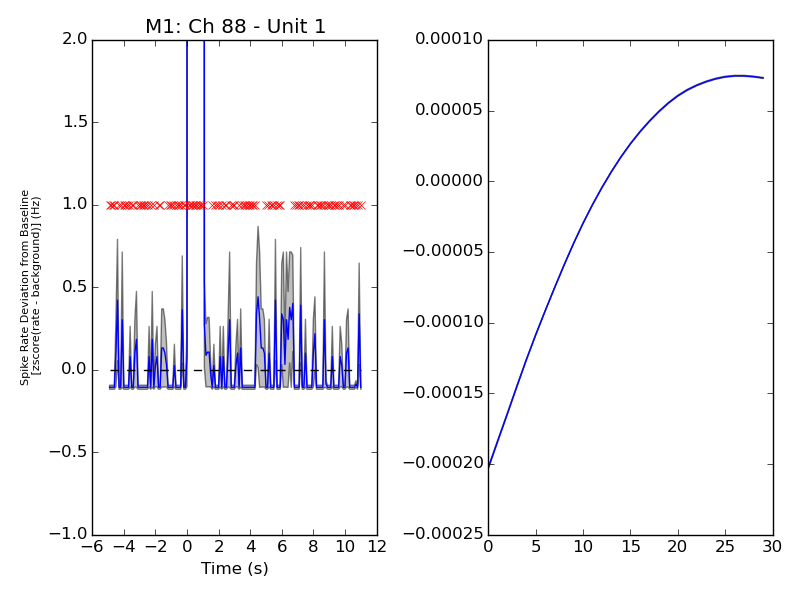 M1: Ch 88 - Unit 1
2.0
1.5
1.0
0.5
0.0
−0.5
−1.0
Spike Rate Deviation from Baseline
[zscore(rate - background)] (Hz)
−6 −4 −2 0 2 4 6 8 10 12
Time (s)
0.00010
0.00005
0.00000
−0.00005
−0.00010
−0.00015
−0.00020
−0.00025
0 5 10 15 20 25 30